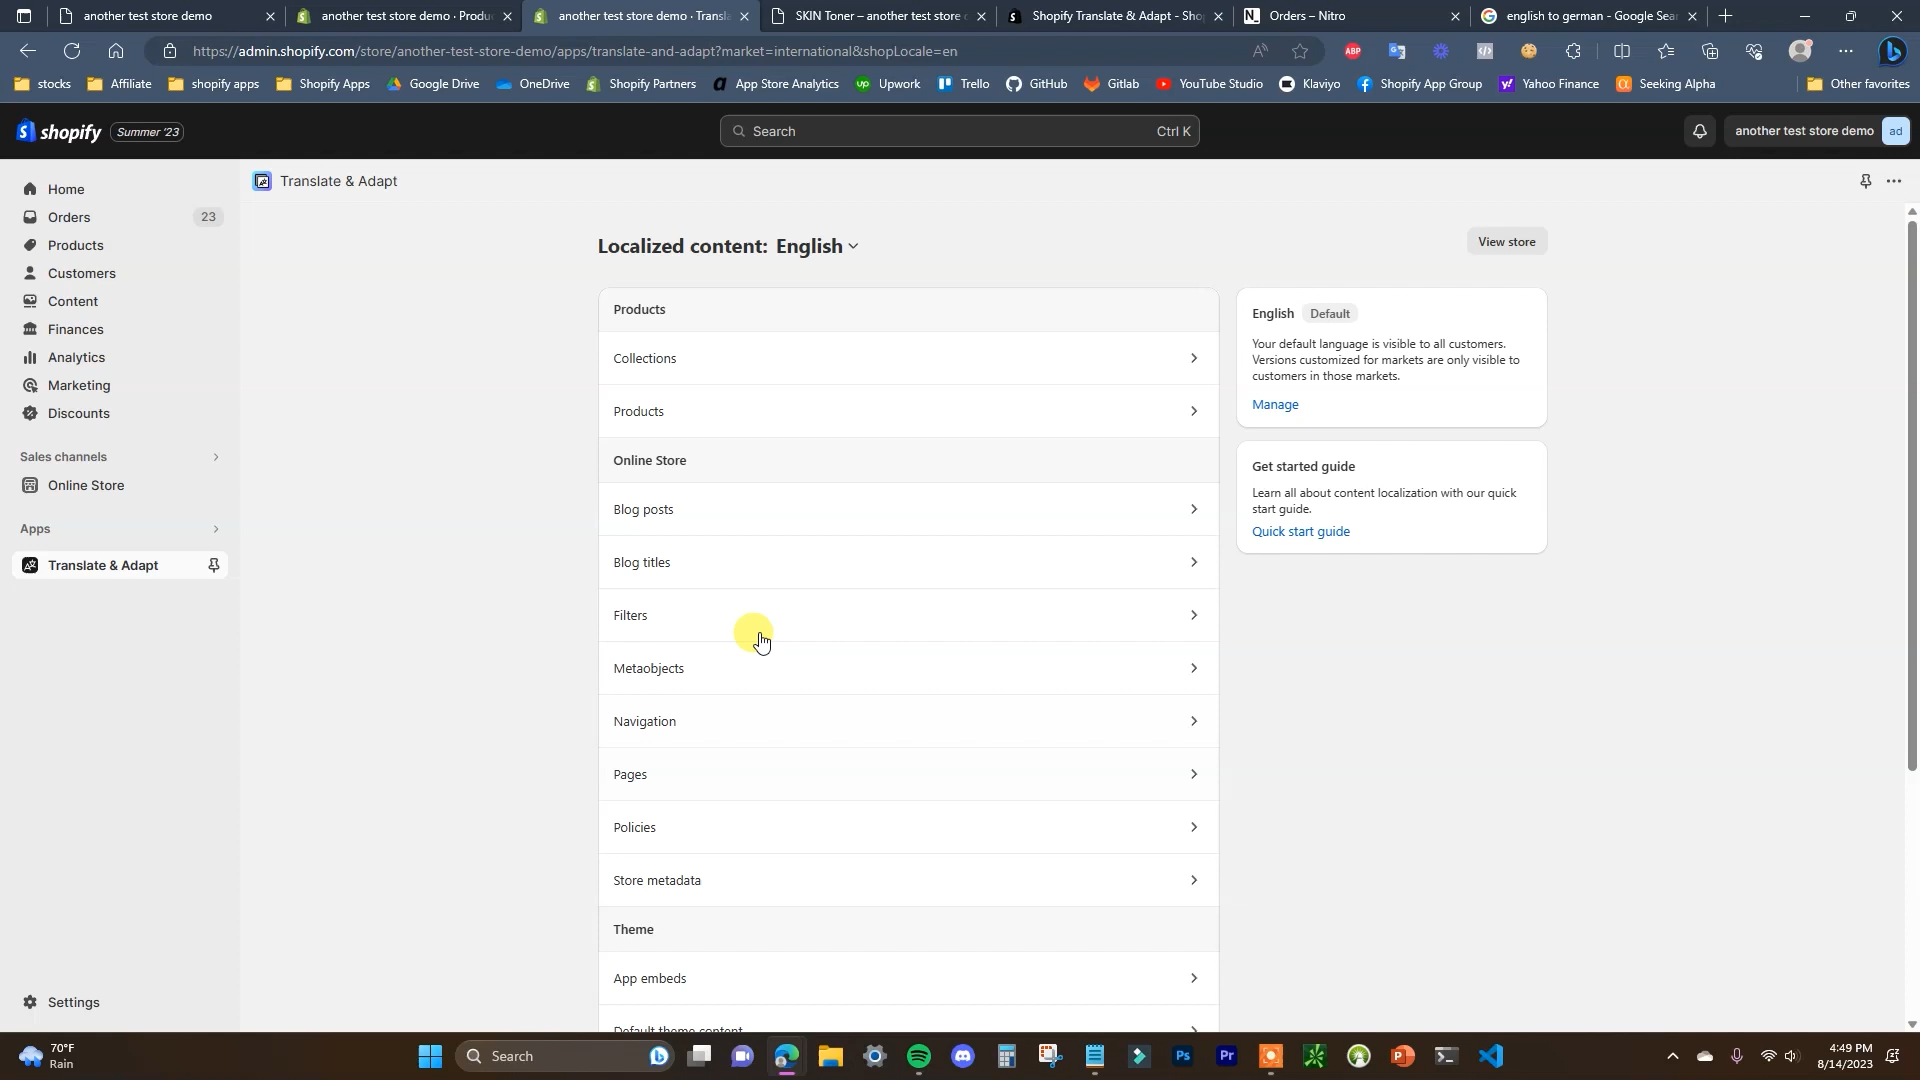 another test store demo
another test store demo · Produ
another test store demo · Transla
SKIN Toner – another test store
Shopify Translate & Adapt - Sho
Orders – Nitro
english to german - Google Sea
https://admin.shopify.com/store/another-test-store-demo/apps/translate-and-adapt?market=international&shopLocale=en
stocks
Affiliate
shopify apps
Shopify Apps
Google Drive
OneDrive
Shopify Partners
App Store Analytics
Upwork
Trello
GitHub
Gitlab
YouTube Studio
Klaviyo
Shopify App Group
Yahoo Finance
Seeking Alpha
Other favorites
shopify
Summer '23
Search
Ctrl K
another test store demo
ad
Home
Orders
23
Products
Customers
Content
Finances
Analytics
Marketing
Discounts
Sales channels
Online Store
Apps
Translate & Adapt
Settings
Translate & Adapt
Localized content: English
View store
Products
Collections
Products
Online Store
Blog posts
Blog titles
Filters
Metaobjects
Navigation
Pages
Policies
Store metadata
Theme
App embeds
Default theme content
English
Default
Your default language is visible to all customers.
Versions customized for markets are only visible to
customers in those markets.
Manage
Get started guide
Learn all about content localization with our quick
start guide.
Quick start guide
70°F
Rain
Search
4:49 PM
8/14/2023